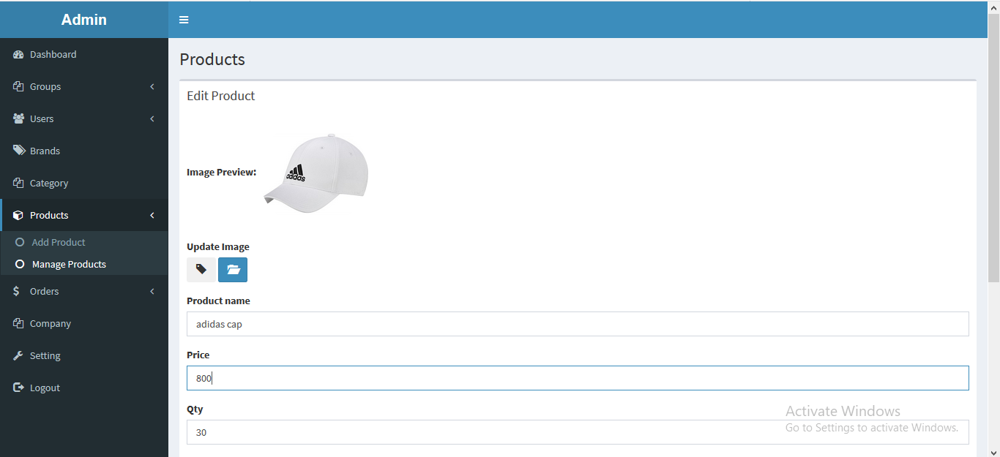 Admin
Dashboard
Groups
Users
Brands
Category
Products
Add Product
Manage Products
Orders
Company
Setting
Logout
Products
Edit Product
Image Preview:
adidas
Update Image
Product name
adidas cap
Price
800
Qty
30
Activate Windows
Go to Settings to activate Windows.